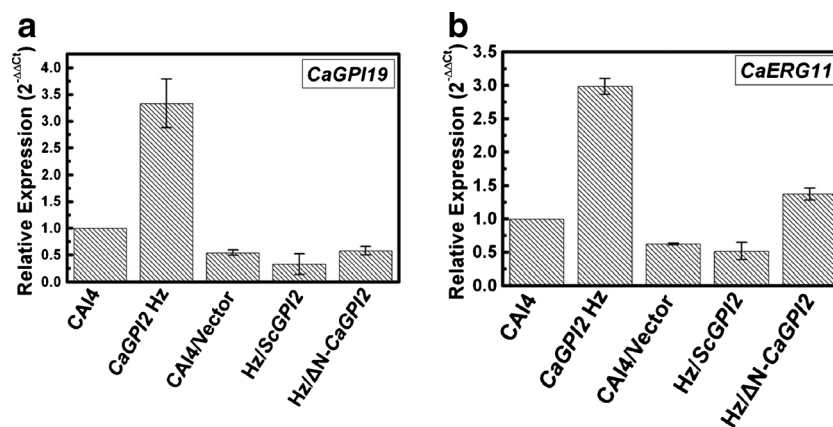 a
CaGPI19
Relative Expression (2^-ΔΔCt)
4.0
3.5
3.0
2.5
2.0
1.5
1.0
0.5
0.0
CAI4
CaGPI2 Hz
CAI4/Vector
Hz/ScGPI2
Hz/ΔN-CaGPI2
b
CaERG11
Relative Expression (2^-ΔΔCt)
3.5
3.0
2.5
2.0
1.5
1.0
0.5
0.0
CAI4
CaGPI2 Hz
CAI4/Vector
Hz/ScGPI2
Hz/ΔN-CaGPI2